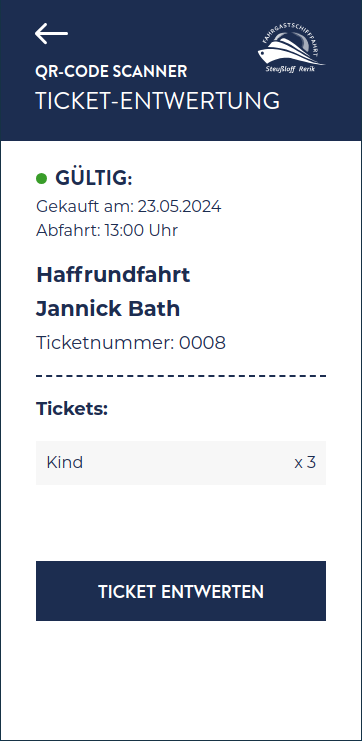 FAHRGASTSCHIFFFAHRT
Steußloff Rerik
QR-CODE SCANNER
TICKET-ENTWERTUNG
GÜLTIG:
Gekauft am: 23.05.2024
Abfahrt: 13:00 Uhr
Haffrundfahrt
Jannick Bath
Ticketnummer: 0008
Tickets:
Kind x 3
TICKET ENTWERTEN